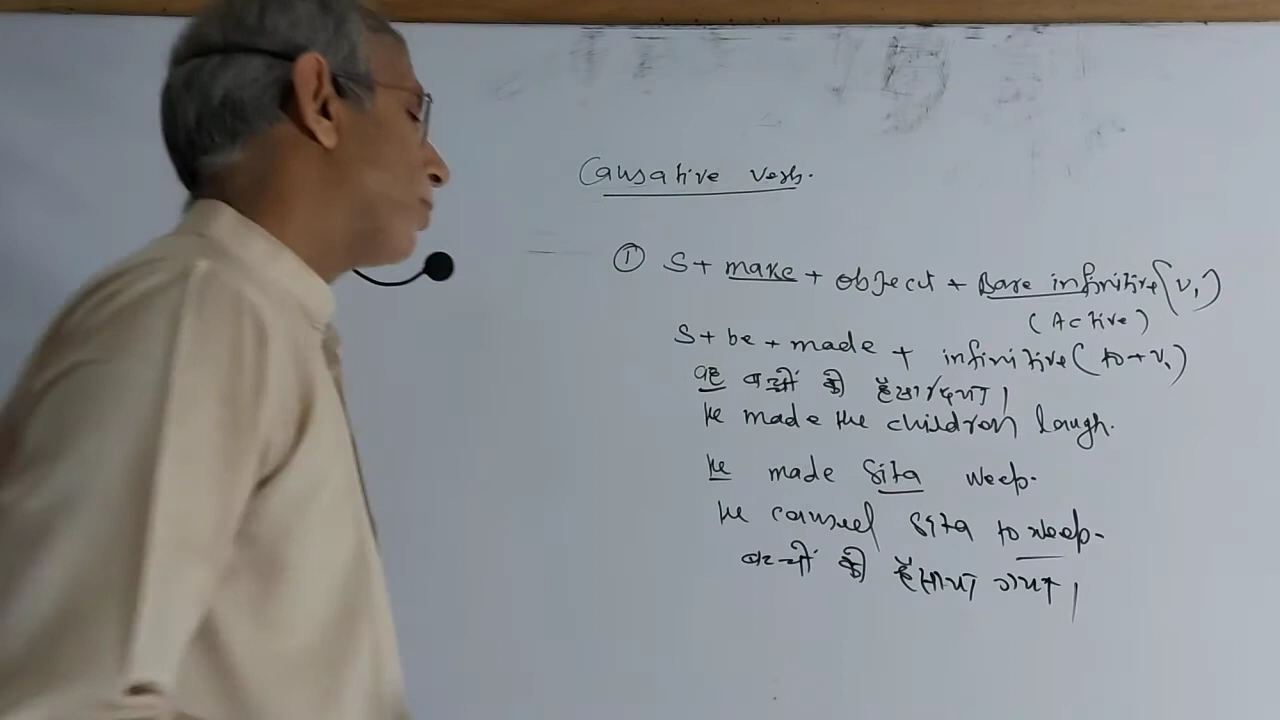 Causative verb.
① S + make + object + Bare infinitive (V₁)
(Active)
S + be + made + infinitive (to + V₁)
वह बच्चों को हँसा दिया।
He made the children laugh.
He made Sita weep.
He caused Sita to weep.
बच्चों को हँसाया गया।